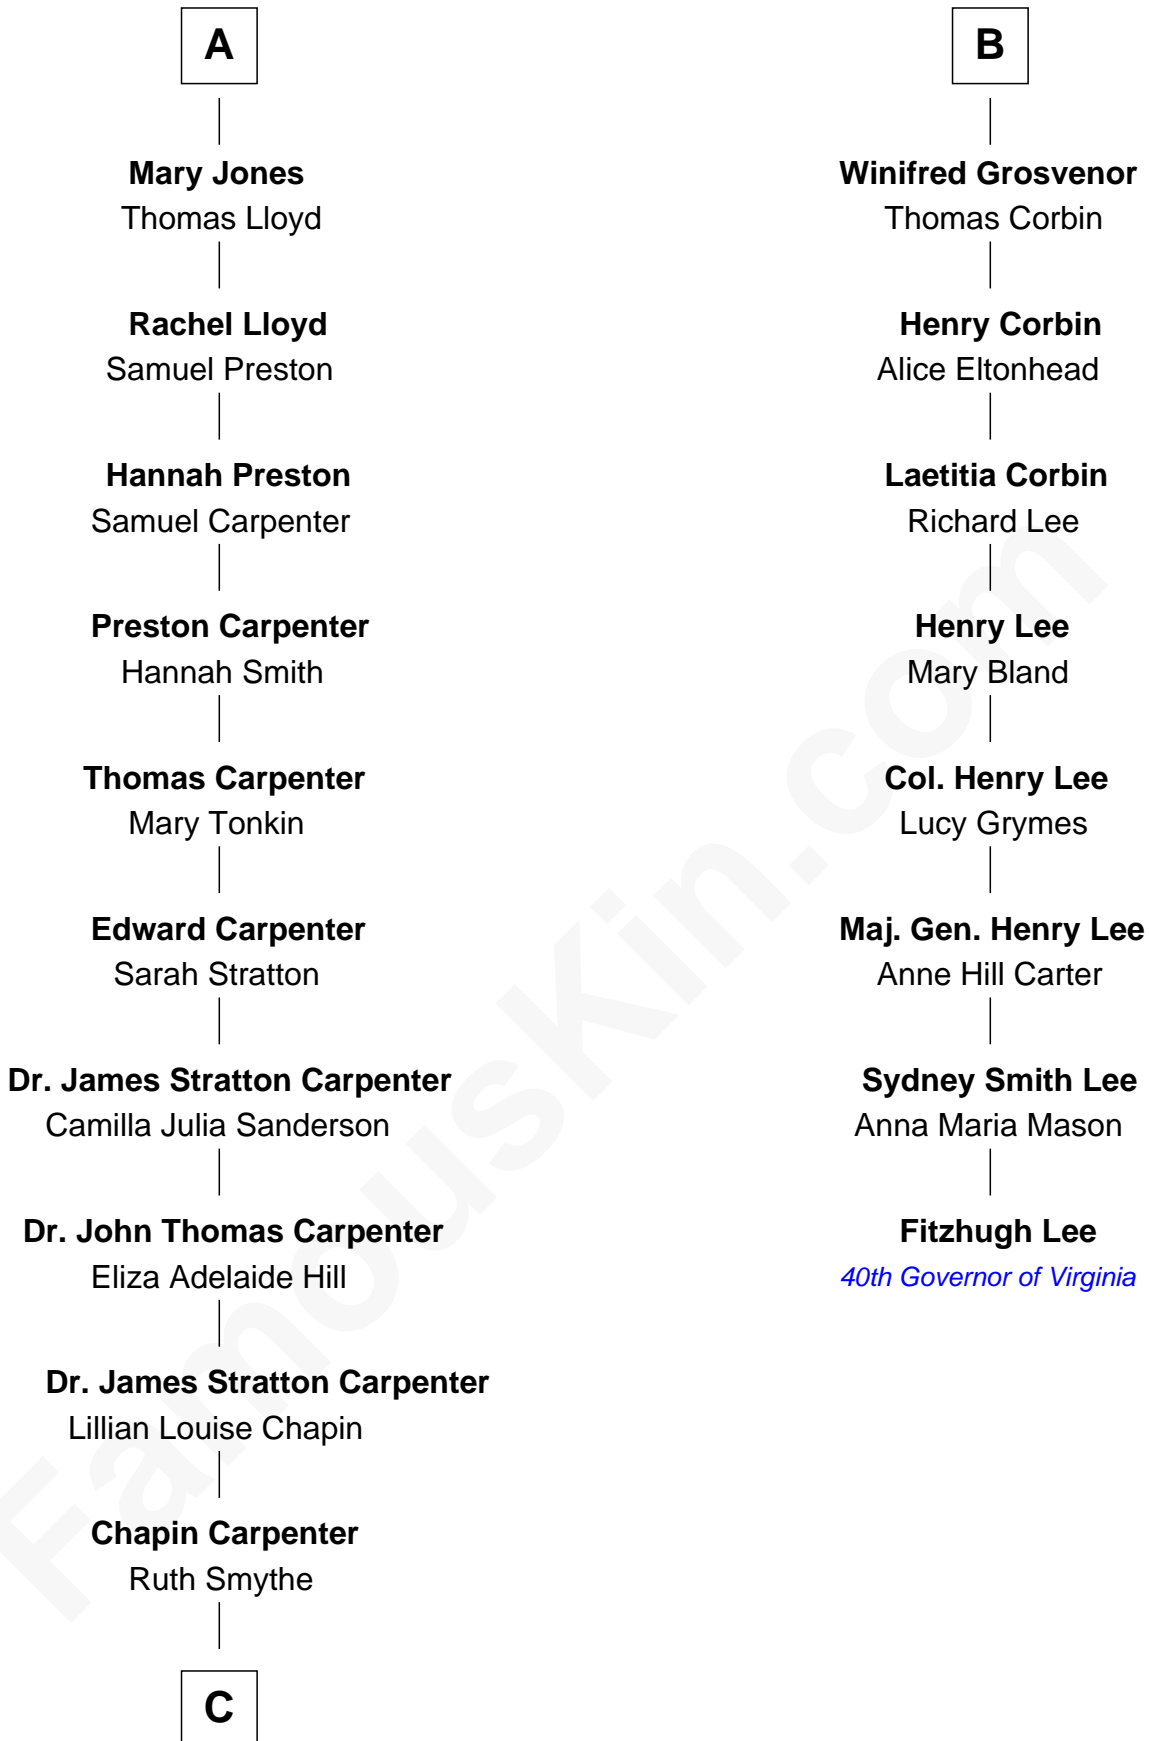 A
Mary Jones
Thomas Lloyd
Rachel Lloyd
Samuel Preston
Hannah Preston
Samuel Carpenter
Preston Carpenter
Hannah Smith
Thomas Carpenter
Mary Tonkin
Edward Carpenter
Sarah Stratton
Dr. James Stratton Carpenter
Camilla Julia Sanderson
Dr. John Thomas Carpenter
Eliza Adelaide Hill
Dr. James Stratton Carpenter
Lillian Louise Chapin
Chapin Carpenter
Ruth Smythe
C
B
Winifred Grosvenor
Thomas Corbin
Henry Corbin
Alice Eltonhead
Laetitia Corbin
Richard Lee
Henry Lee
Mary Bland
Col. Henry Lee
Lucy Grymes
Maj. Gen. Henry Lee
Anne Hill Carter
Sydney Smith Lee
Anna Maria Mason
Fitzhugh Lee
40th Governor of Virginia
FamousKin.com